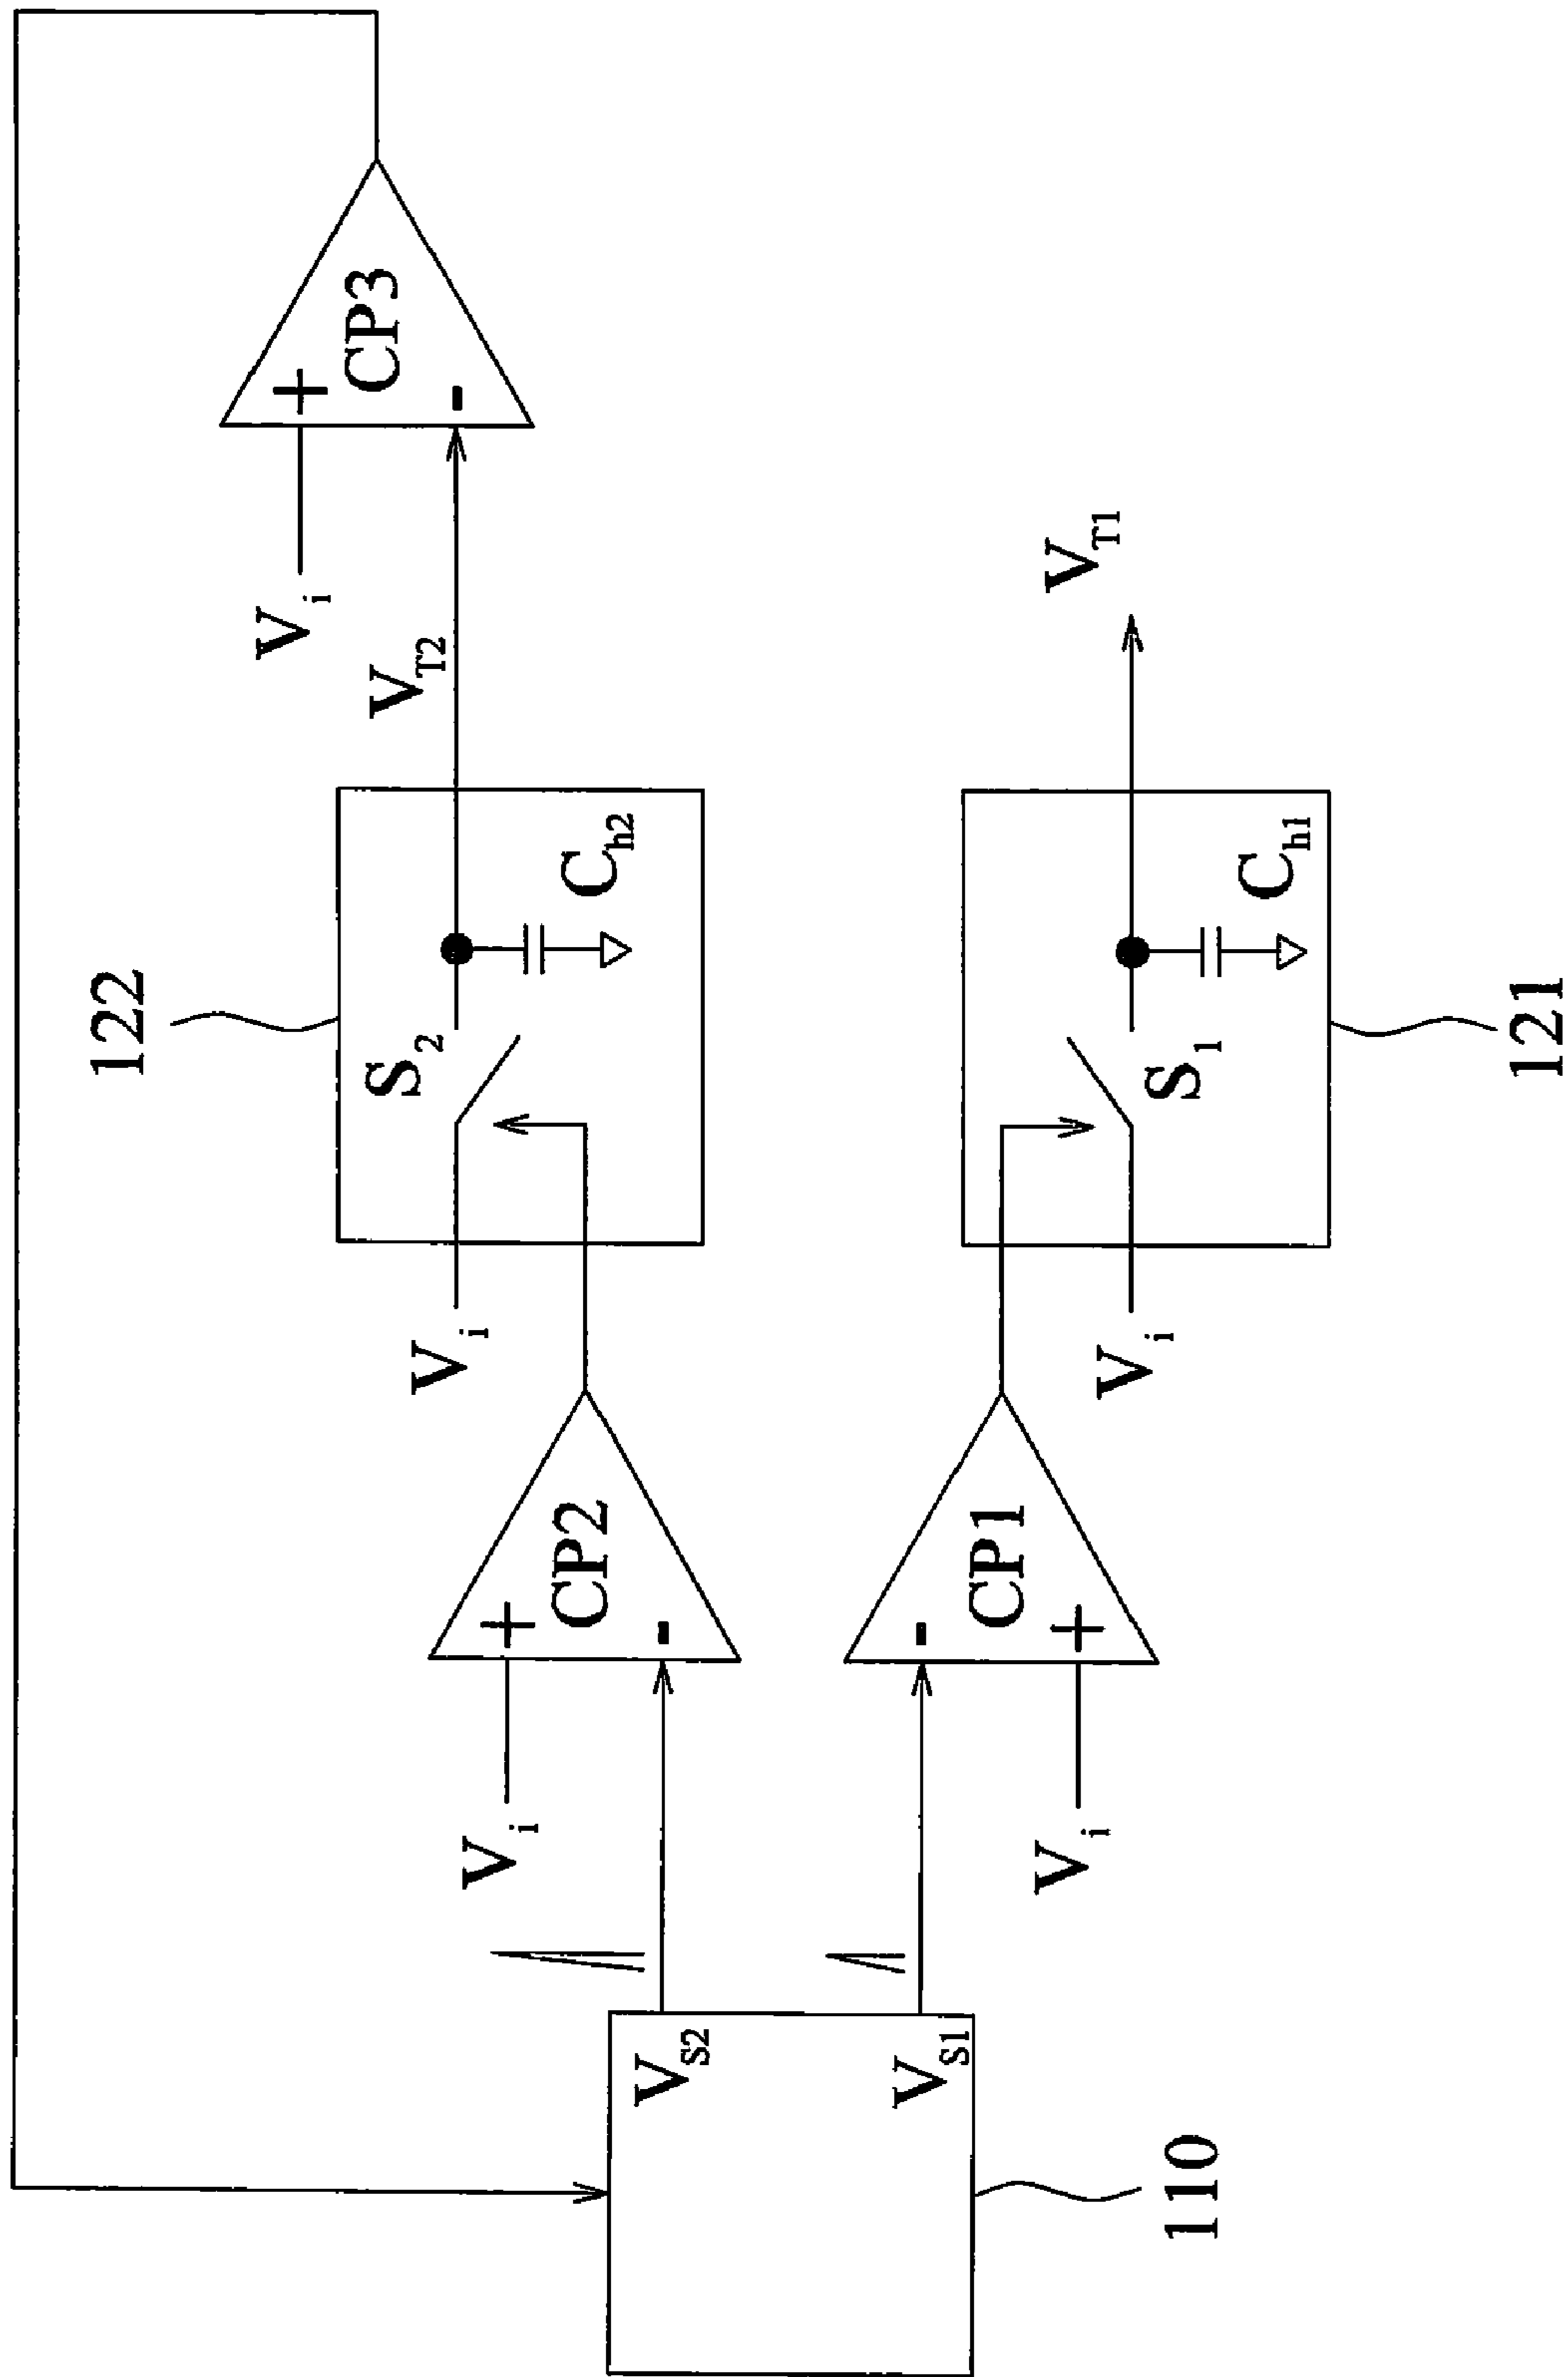 CP3
+
-
V_i
V_T2
122
S_2
C_h2
V_i
CP2
+
-
V_i
V_S2
V_T1
C_h1
S_1
121
V_i
CP1
-
+
V_i
V_S1
110